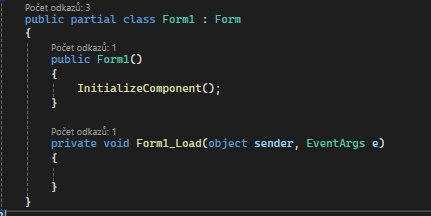 Počet odkazů: 3
public partial class Form1 : Form
{
Počet odkazů: 1
public Form1()
{
InitializeComponent();
}
Počet odkazů: 1
private void Form1_Load(object sender, EventArgs e)
{
}
}